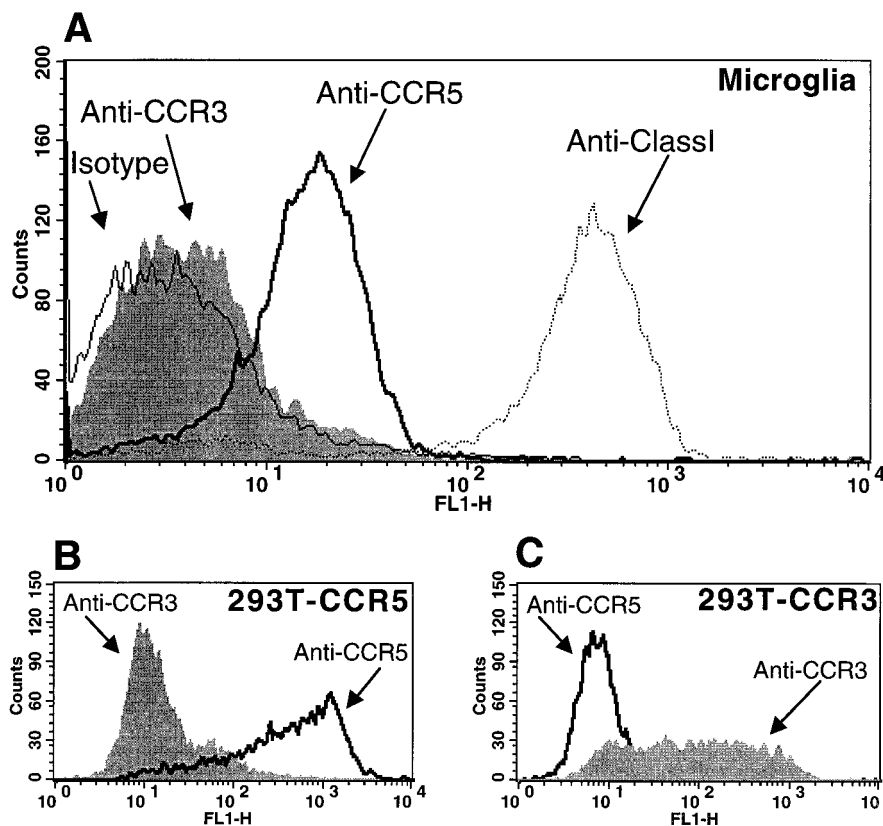 A
Microglia
Anti-CCR5
Anti-CCR3
Anti-ClassI
Isotype
Counts
200
160
120
80
40
0
10^0 10^1 10^2 10^3 10^4
FL1-H
B
293T-CCR5
Anti-CCR3
Anti-CCR5
Counts
150
120
90
60
30
0
10^0 10^1 10^2 10^3 10^4
FL1-H
C
293T-CCR3
Anti-CCR5
Anti-CCR3
Counts
150
120
90
60
30
0
10^0 10^1 10^2 10^3 10
FL1-H